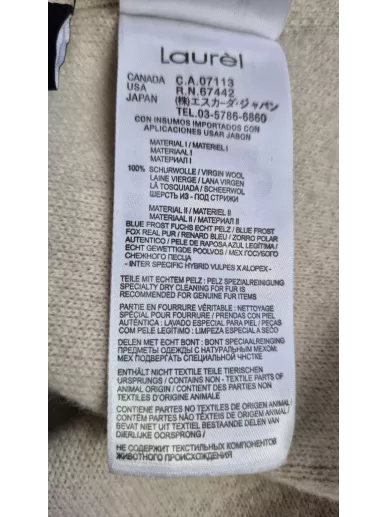 Laurèl
CANADA C.A.07113
USA R.N.67442
JAPAN (株)エスカーダ・ジャパン
TEL.03-5786-6860
CON INSUMOS IMPORTADOS CON
APLICACIONES USAR JABON
MATERIAL I / MATERIEL I
MATERIAAL I
МАТЕРИАЛ I
100% SCHURWOLLE / VIRGIN WOOL
LAINE VIERGE / LANA VIRGEN
LÃ TOSQUIADA / SCHEERWOL
ШЕРСТЬ ИЗ - ПОД СТРИГУ
MATERIAL II / MATERIEL II
MATERIAAL II / МАТЕРИАЛ II
BLUE FROST FUCHS ECHT PELZ / BLUE FROST
FOX REAL PUR / RENARD BLEU / ZORRO POLAR
AUTENTICO / PELE DE RAPOSA AZUL LEGITIMA /
ECHT GEWEEST POOLVOS / МЕХ ГОЛУБОГО
СНЕЖНОГО ПЕСЦА
- INTER SPECIFIC HYBRID VULPES XALOPEX -
TEILE MIT ECHTEM PELZ : PELZ SPEZIALREINIGUNG
SPECIALTY DRY CLEANING FOR FUR IS
RECOMMENDED FOR GENUINE FUR ITEMS
PARTIE EN FOURRURE VÉRITABLE : NETTOYAGE
SPÉCIAL POUR FOURRURE / PRENDAS CON PIEL
AUTÉNTICA : LAVADO ESPECIAL PARA PIEL / PEÇAS
COM PELE LEGÍTIMO : LIMPEZA ESPECIAL A SECO
DELEN MET ECHT BONT : BONT SPECIAALREINIGING
ПРЕДМЕТЫ ОДЕЖДЫ С НАТУРАЛЬНЫМ МЕХОМ:
МЕХ ПОДВЕРГАТЬ СПЕЦИАЛЬНОЙ ЧИСТКЕ
ENTHÄLT NICHT TEXTILE TEILE TIERISCHEN
URSPRUNGS / CONTAINS NON - TEXTILE PARTS OF
ANIMAL ORIGIN / CONTIENT DES PARTIES NON
TEXTILES D'ORIGINE ANIMALE
CONTIENE PARTES NO TEXTILES DE ORIGEN ANIMAL /
CONTÉM PARTES NÃO TÊXTEIS DE ORIGEM ANIMAL /
BEVAT NIET UIT TEXTIEL BESTAANDE DELEN VAN
DIERLIJKE OORSPRONG /
НЕ СОДЕРЖИТ ТЕКСТИЛЬНЫХ КОМПОНЕНТОВ
ЖИВОТНОГО ПРОИСХОЖДЕНИЯ